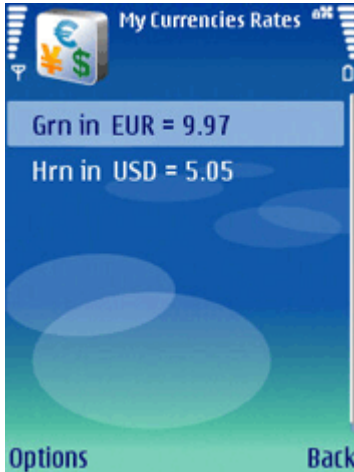 My Currencies Rates
Grn in EUR = 9.97
Hrn in USD = 5.05
Options Back